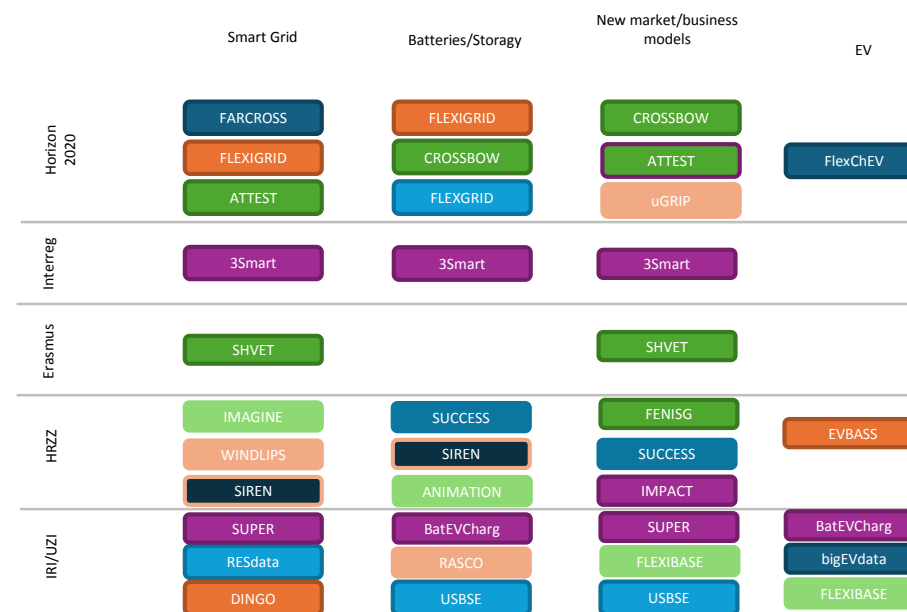 Smart Grid
Batteries/Storagy
New market/business
models
EV
Horizon
2020
FARCROSS
FLEXIGRID
CROSSBOW
FLEXIGRID
CROSSBOW
ATTEST
FlexChEV
ATTEST
FLEXGRID
uGRIP
Interreg
3Smart
3Smart
3Smart
Erasmus
SHVET
SHVET
HRZZ
IMAGINE
SUCCESS
FENISG
EVBASS
WINDLIPS
SIREN
SUCCESS
SIREN
ANIMATION
IMPACT
IRI/UZI
SUPER
BatEVCharg
SUPER
BatEVCharg
RESdata
RASCO
FLEXIBASE
bigEVdata
DINGO
USBSE
USBSE
FLEXIBASE